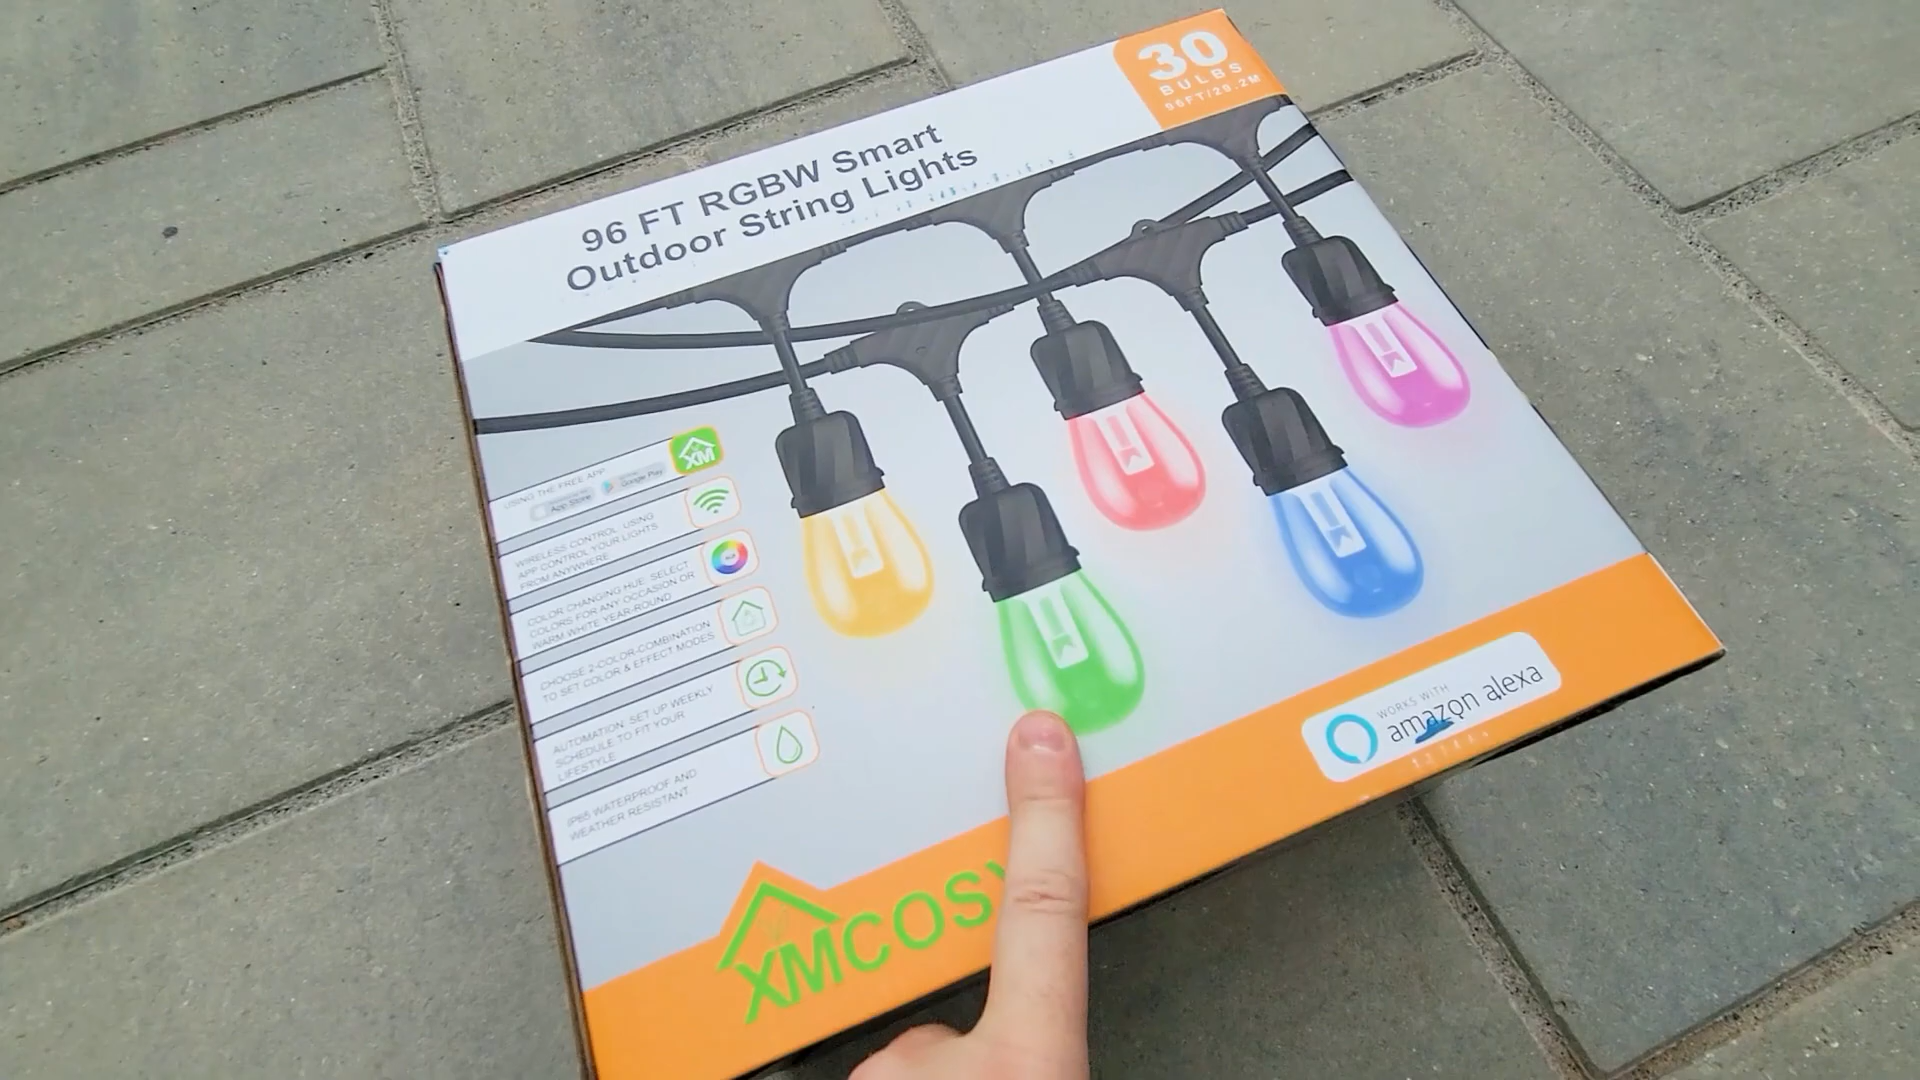 30
BULBS
96FT/29.2M
96 FT RGBW Smart
Outdoor String Lights
USING THE FREE APP
App Store
Google Play
XM
WIRELESS CONTROL: USING
APP CONTROL YOUR LIGHTS
FROM ANYWHERE
COLOR CHANGING HUE: SELECT
COLORS FOR ANY OCCASION OR
WARM WHITE YEAR-ROUND
CHOOSE 2-COLOR-COMBINATION
TO SET COLOR & EFFECT MODES
AUTOMATION: SET UP WEEKLY
SCHEDULE TO FIT YOUR
LIFESTYLE
IP65 WATERPROOF AND
WEATHER RESISTANT
WORKS WITH
amazon alexa
XMCOSY